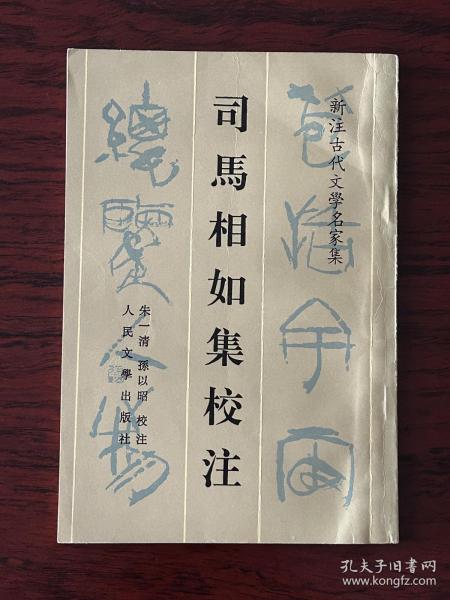 新注古代文學名家集
司馬相如集校注
朱一清 孫以昭 校注
人民文學出版社
孔夫子旧书网
www.kongfz.com